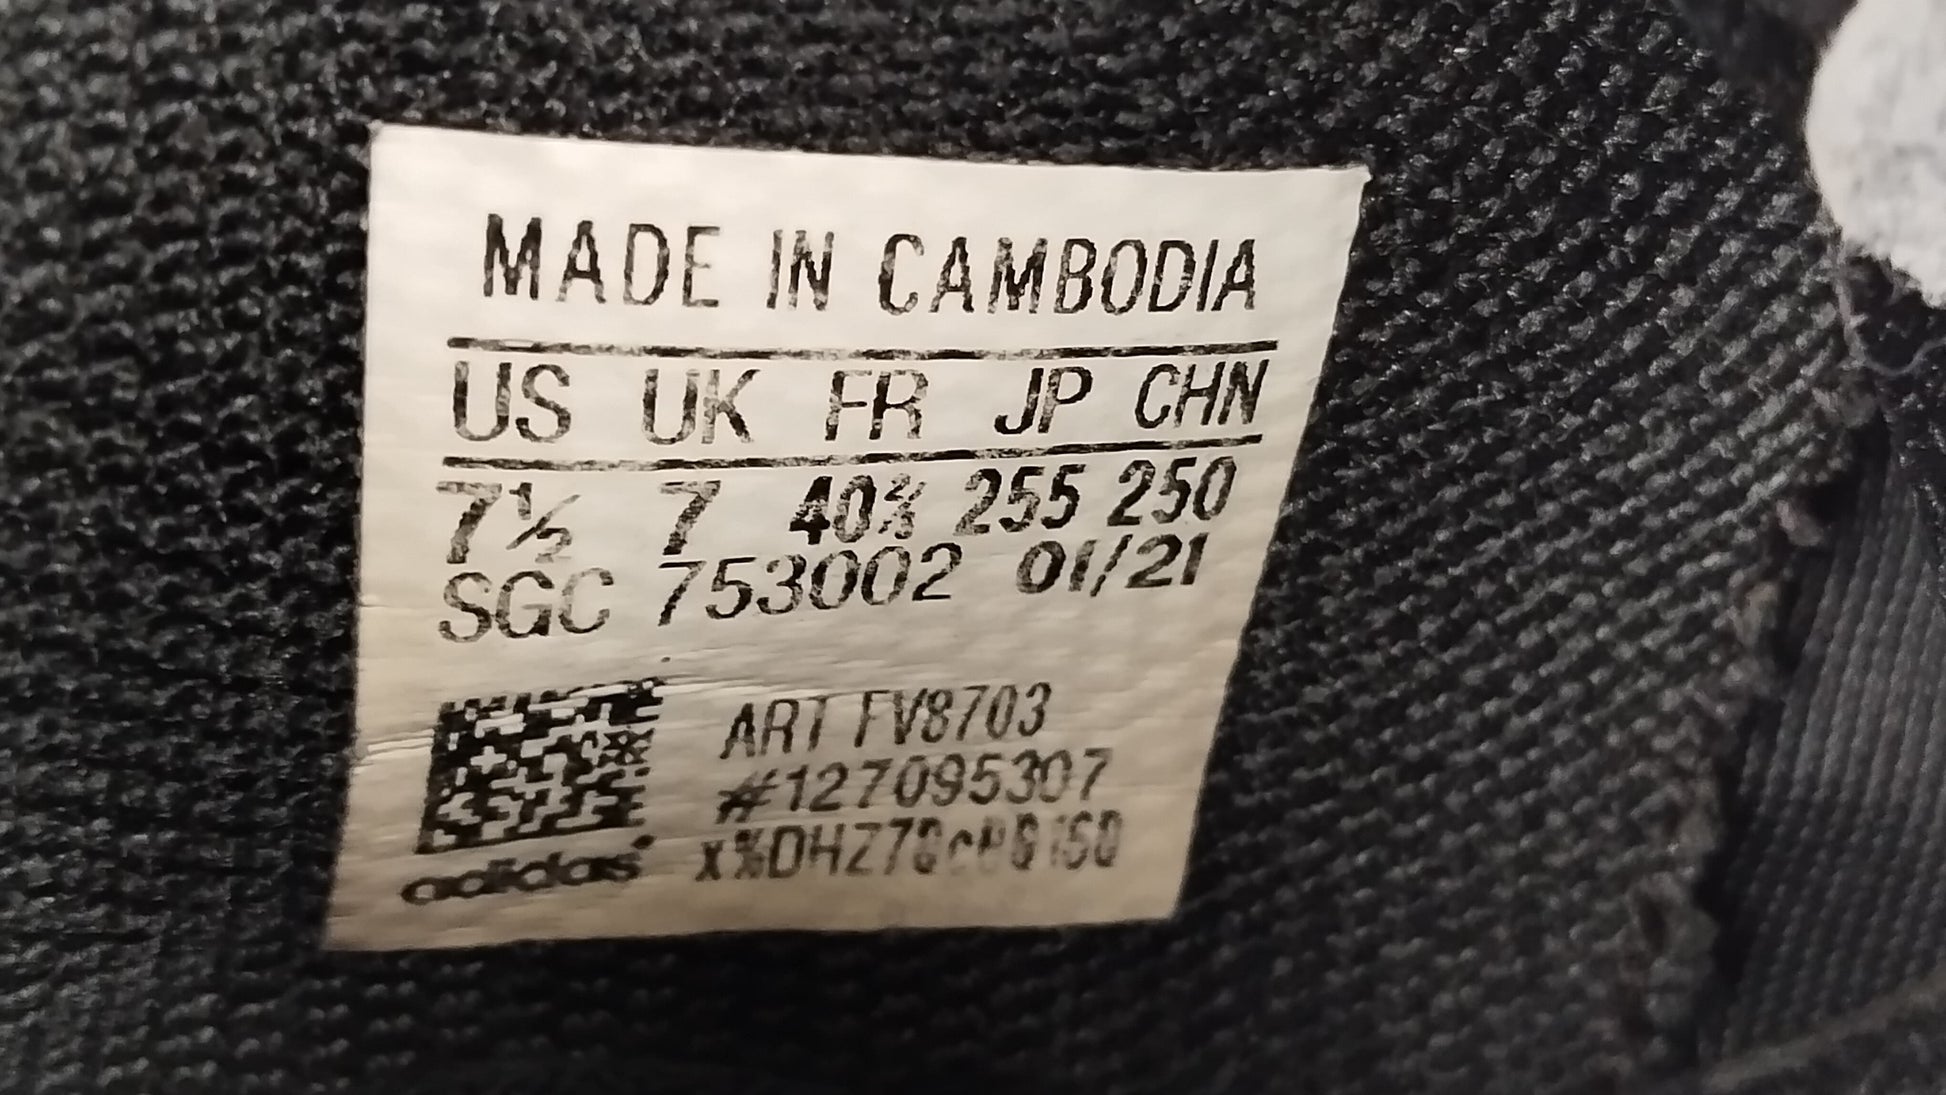 MADE IN CAMBODIA
US UK FR JP CHN
7½ 7 40⅔ 255 250
SGC 753002 01/21
ART FV8703
#127095307
adidas